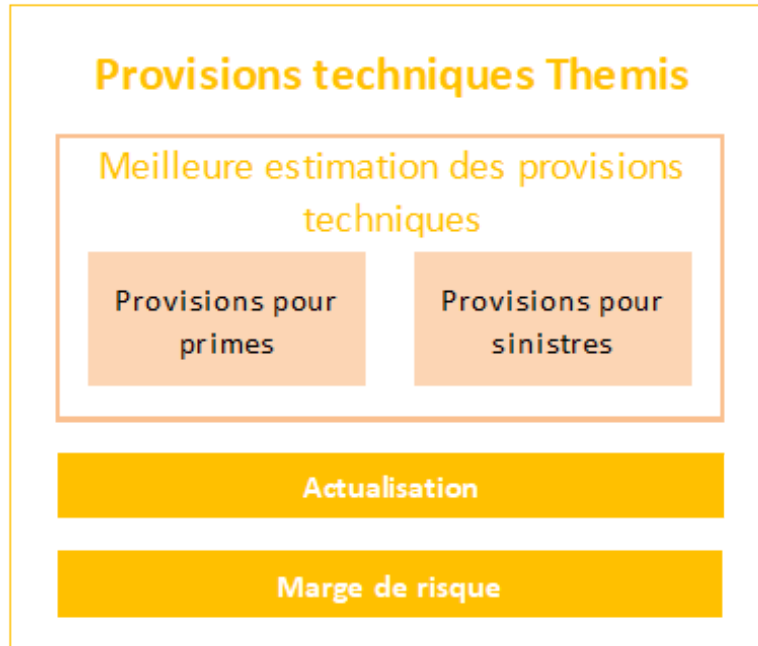 Provisions techniques Themis
Meilleure estimation des provisions
techniques
Provisions pour
primes
Provisions pour
sinistres
Actualisation
Marge de risque